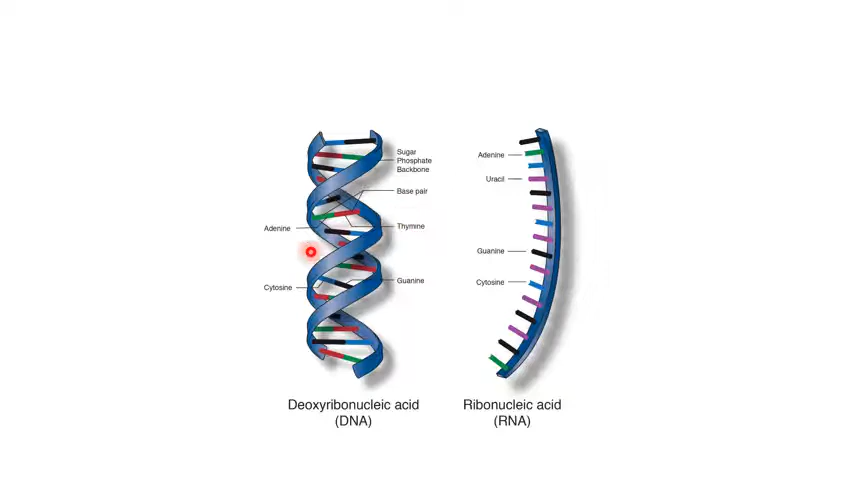 Sugar
Phosphate
Backbone
Base pair
Adenine
Thymine
Cytosine
Guanine
Deoxyribonucleic acid
(DNA)
Adenine
Uracil
Guanine
Cytosine
Ribonucleic acid
(RNA)